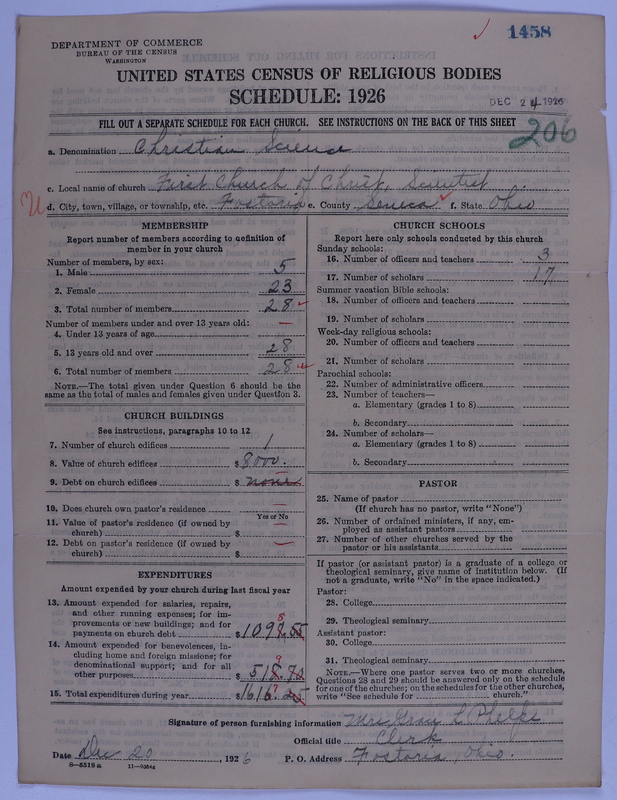 1458
DEPARTMENT OF COMMERCE
BUREAU OF THE CENSUS
WASHINGTON
UNITED STATES CENSUS OF RELIGIOUS BODIES
SCHEDULE: 1926
DEC 24 1926
FILL OUT A SEPARATE SCHEDULE FOR EACH CHURCH. SEE INSTRUCTIONS ON THE BACK OF THIS SHEET
206
a. Denomination Christian Science
c. Local name of church First Church of Christ, Scientist
d. City, town, village, or township, etc. Fostoria e. County Seneca f. State Ohio
MEMBERSHIP
Report number of members according to definition of
member in your church
Number of members, by sex:
1. Male 5
2. Female 23
3. Total number of members 28
Number of members under and over 13 years old:
4. Under 13 years of age —
5. 13 years old and over 28
6. Total number of members 28
NOTE.—The total given under Question 6 should be the
same as the total of males and females given under Question 3.
CHURCH BUILDINGS
See instructions, paragraphs 10 to 12
7. Number of church edifices 1
8. Value of church edifices $8000.
9. Debt on church edifices $ none
10. Does church own pastor's residence —
Yes or No
11. Value of pastor's residence (if owned by
church) $ —
12. Debt on pastor's residence (if owned by
church) $ —
EXPENDITURES
Amount expended by your church during last fiscal year
13. Amount expended for salaries, repairs,
and other running expenses; for im-
provements or new buildings; and for
payments on church debt $
14. Amount expended for benevolences, in-
cluding home and foreign missions; for
denominational support; and for all
other purposes $
15. Total expenditures during year $
CHURCH SCHOOLS
Report here only schools conducted by this church
Sunday schools:
16. Number of officers and teachers 3
17. Number of scholars 17
Summer vacation Bible schools:
18. Number of officers and teachers
19. Number of scholars
Week-day religious schools:
20. Number of officers and teachers
21. Number of scholars
Parochial schools:
22. Number of administrative officers
23. Number of teachers—
a. Elementary (grades 1 to 8)
b. Secondary
24. Number of scholars—
a. Elementary (grades 1 to 8)
b. Secondary
PASTOR
25. Name of pastor
(If church has no pastor, write "None")
26. Number of ordained ministers, if any, em-
ployed as assistant pastors
27. Number of other churches served by the
pastor or his assistants
If pastor (or assistant pastor) is a graduate of a college or
theological seminary, give name of institution below. (If
not a graduate, write "No" in the space indicated.)
Pastor:
28. College
29. Theological seminary
Assistant pastor:
30. College
31. Theological seminary
NOTE.—Where one pastor serves two or more churches,
Questions 28 and 29 should be answered only on the schedule
for one of the churches; on the schedules for the other churches,
write "See schedule for church."
Signature of person furnishing information Mrs. L Phelps
Official title Clerk
Date Dec 20, 1926 P. O. Address Fostoria, Ohio.
8—5519a 11—9354g